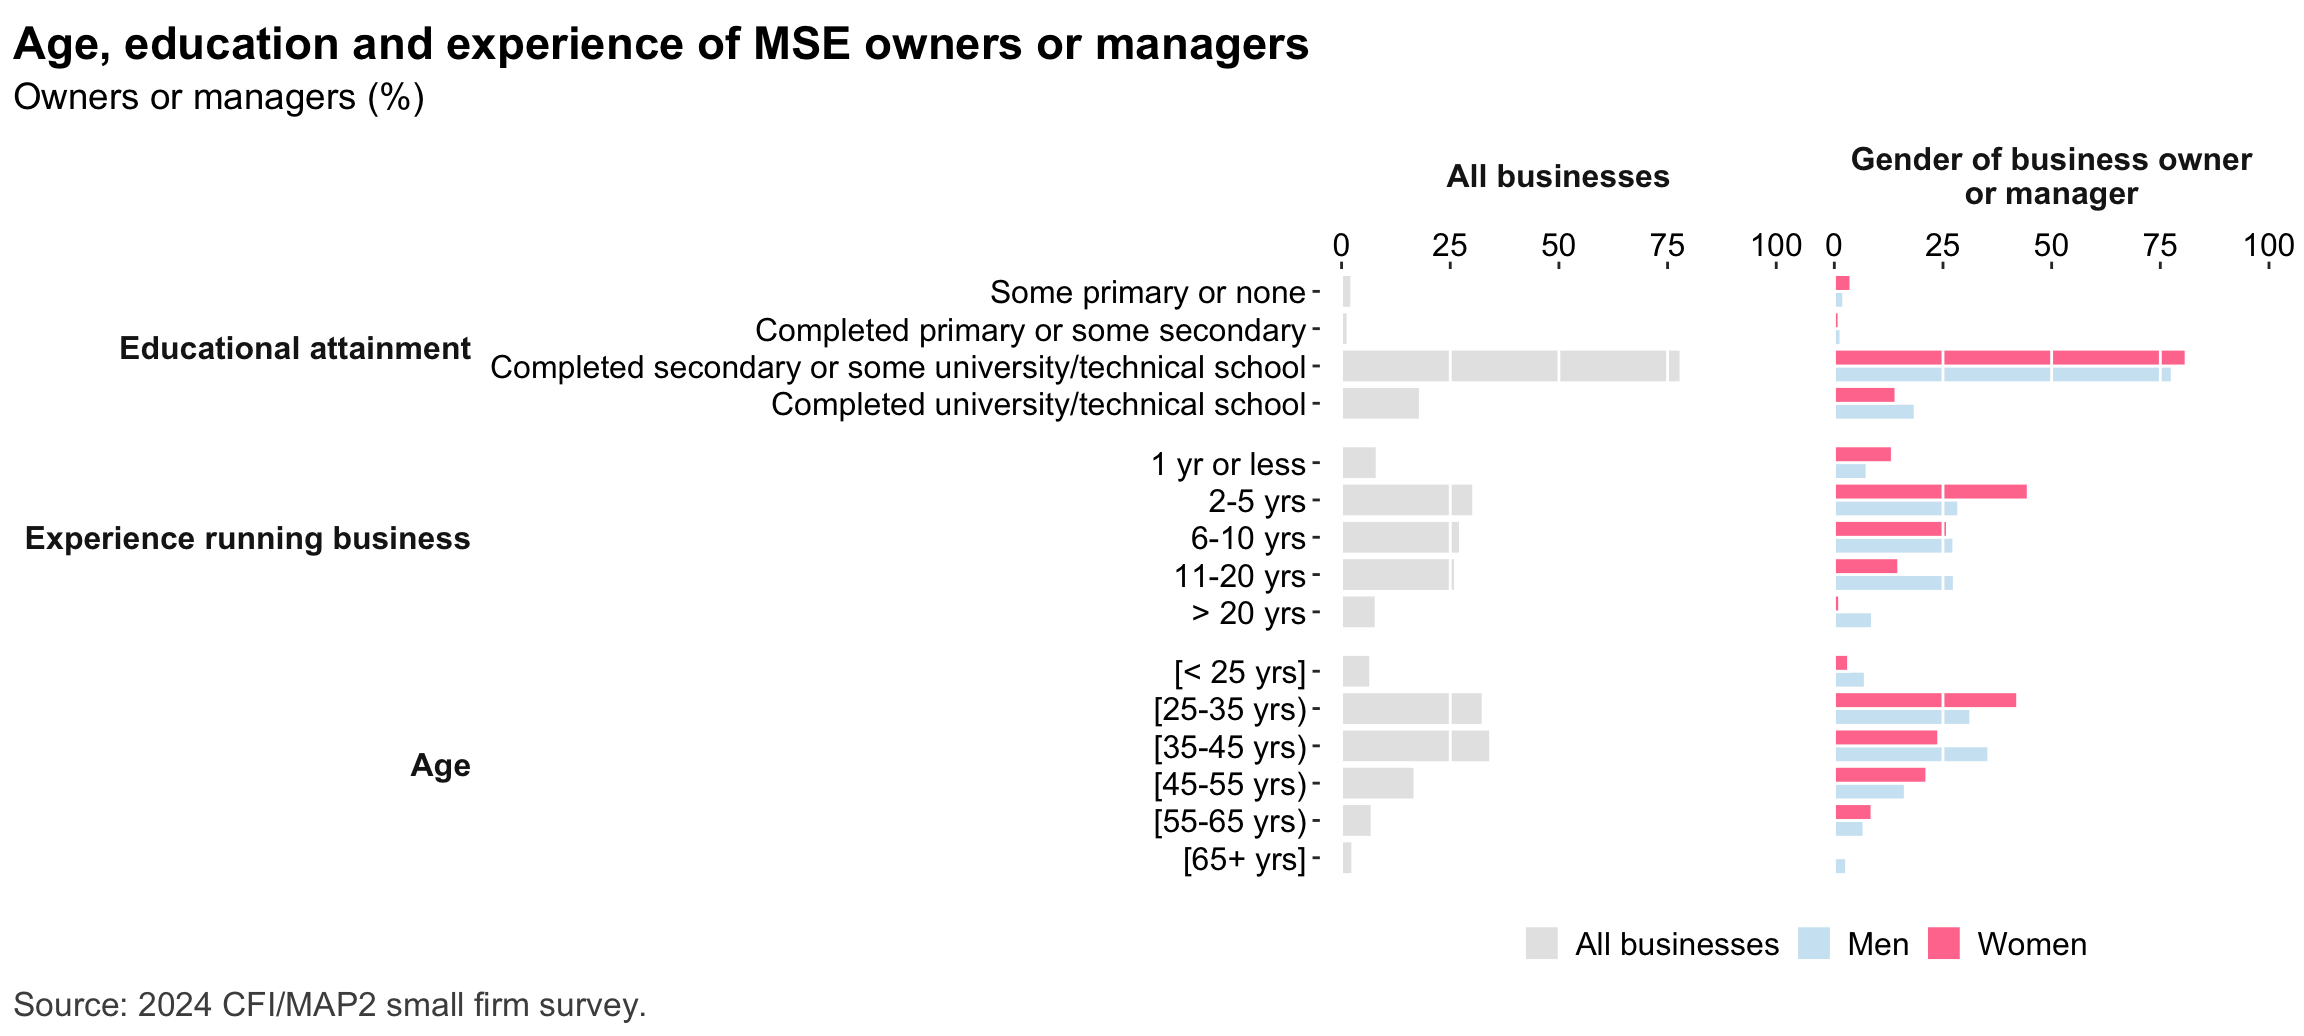 Age, education and experience of MSE owners or managers
Owners or managers (%)
All businesses
Gender of business owner
or manager
0 25 50 75 100 0 25 50 75 100
Educational attainment
Some primary or none
Completed primary or some secondary
Completed secondary or some university/technical school
Completed university/technical school
Experience running business
1 yr or less
2-5 yrs
6-10 yrs
11-20 yrs
> 20 yrs
Age
[< 25 yrs]
[25-35 yrs)
[35-45 yrs)
[45-55 yrs)
[55-65 yrs)
[65+ yrs]
All businesses Men Women
Source: 2024 CFI/MAP2 small firm survey.